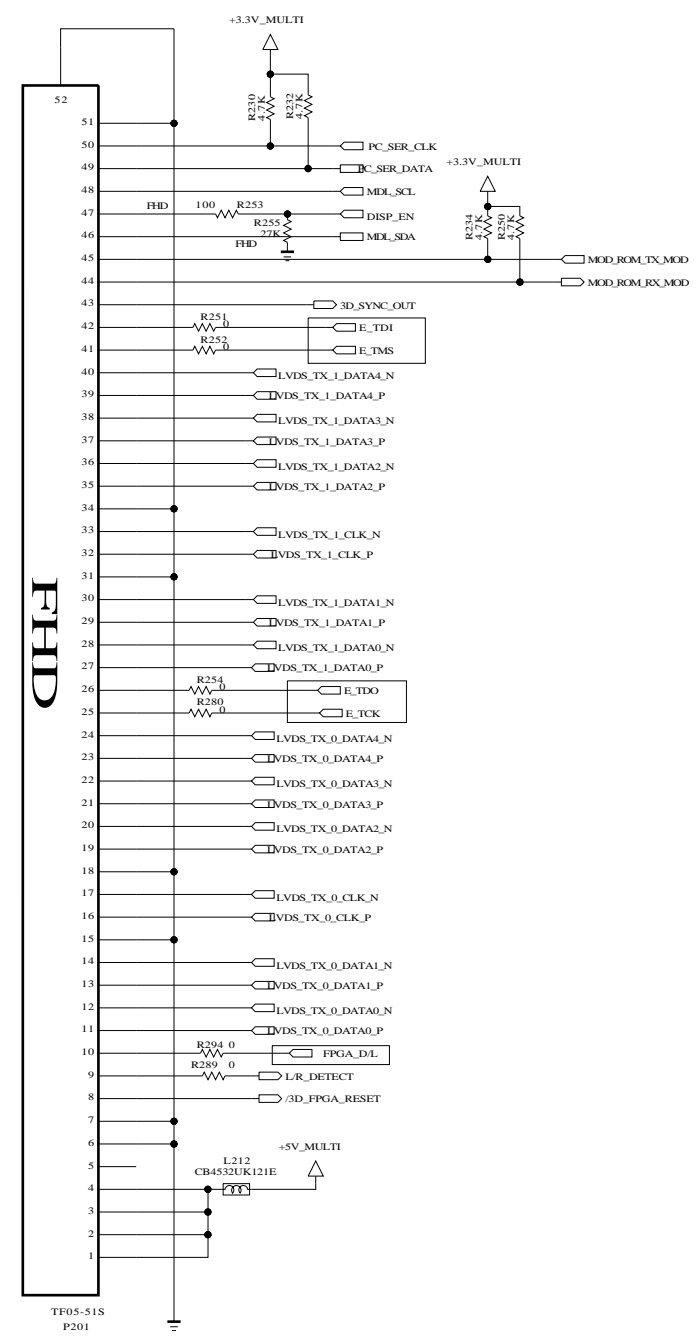 +3.3V_MULTI
52
R230
4.7K
R232
4.7K
51
50 PC_SER_CLK
49 PC_SER_DATA
+3.3V_MULTI
48 MDL_SCL
47 FHD 100 R253 DISP_EN
R255
27K
FHD
R234
4.7K
R250
4.7K
46 MDL_SDA
45 MOD_ROM_TX_MOD
44 MOD_ROM_RX_MOD
43 3D_SYNC_OUT
R251
42 0 E_TDI
R252
41 0 E_TMS
40 LVDS_TX_1_DATA4_N
39 LVDS_TX_1_DATA4_P
38 LVDS_TX_1_DATA3_N
37 LVDS_TX_1_DATA3_P
36 LVDS_TX_1_DATA2_N
35 LVDS_TX_1_DATA2_P
34
33 LVDS_TX_1_CLK_N
32 LVDS_TX_1_CLK_P
31
FHD
30 LVDS_TX_1_DATA1_N
29 LVDS_TX_1_DATA1_P
28 LVDS_TX_1_DATA0_N
27 LVDS_TX_1_DATA0_P
R254
26 0 E_TDO
R280
25 0 E_TCK
24 LVDS_TX_0_DATA4_N
23 LVDS_TX_0_DATA4_P
22 LVDS_TX_0_DATA3_N
21 LVDS_TX_0_DATA3_P
20 LVDS_TX_0_DATA2_N
19 LVDS_TX_0_DATA2_P
18
17 LVDS_TX_0_CLK_N
16 LVDS_TX_0_CLK_P
15
14 LVDS_TX_0_DATA1_N
13 LVDS_TX_0_DATA1_P
12 LVDS_TX_0_DATA0_N
11 LVDS_TX_0_DATA0_P
R294 0
10 FPGA_D/L
R289 0
9 L/R_DETECT
8 /3D_FPGA_RESET
7
6
+5V_MULTI
5
L212
CB4532UK121E
4
3
2
1
TF05-51S
P201